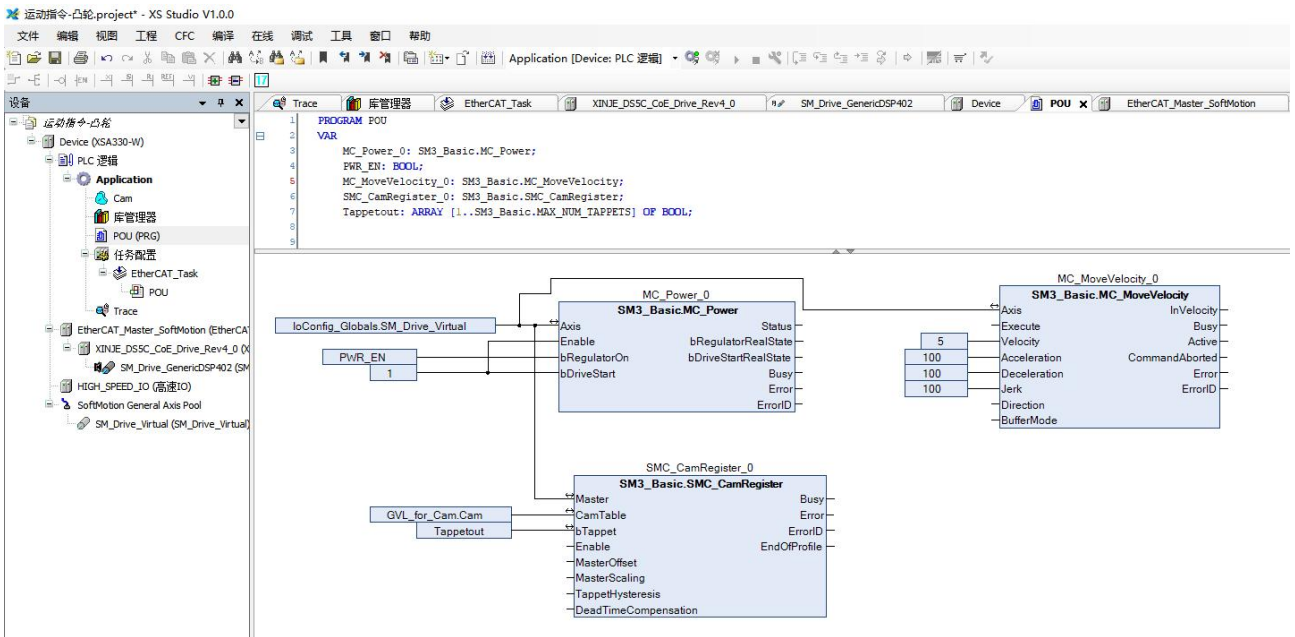 运动指令-凸轮.project* - XS Studio V1.0.0
文件 编辑 视图 工程 CFC 编译 在线 调试 工具 窗口 帮助
Application [Device: PLC 逻辑]
设备
运动指令-凸轮
Device (XSA330-W)
PLC 逻辑
Application
Cam
库管理器
POU (PRG)
任务配置
EtherCAT_Task
POU
Trace
EtherCAT_Master_SoftMotion (EtherCA
XINJE_DS5C_CoE_Drive_Rev4_0 (X
SM_Drive_GenericDSP402 (SM
HIGH_SPEED_IO (高速IO)
SoftMotion General Axis Pool
SM_Drive_Virtual (SM_Drive_Virtual)
Trace 库管理器 EtherCAT_Task XINJE_DS5C_CoE_Drive_Rev4_0 SM_Drive_GenericDSP402 Device POU EtherCAT_Master_SoftMotion
1 PROGRAM POU
2 VAR
3 MC_Power_0: SM3_Basic.MC_Power;
4 PWR_EN: BOOL;
5 MC_MoveVelocity_0: SM3_Basic.MC_MoveVelocity;
6 SMC_CamRegister_0: SM3_Basic.SMC_CamRegister;
7 Tappetout: ARRAY [1..SM3_Basic.MAX_NUM_TAPPETS] OF BOOL;
8
9
MC_Power_0
SM3_Basic.MC_Power
IoConfig_Globals.SM_Drive_Virtual
Axis Status
Enable bRegulatorRealState
PWR_EN
bRegulatorOn bDriveStartRealState
1
bDriveStart Busy
Error
ErrorID
MC_MoveVelocity_0
SM3_Basic.MC_MoveVelocity
Axis InVelocity
Execute Busy
5 Velocity Active
100 Acceleration CommandAborted
100 Deceleration Error
100 Jerk ErrorID
Direction
BufferMode
SMC_CamRegister_0
SM3_Basic.SMC_CamRegister
Master Busy
GVL_for_Cam.Cam CamTable Error
Tappetout bTappet ErrorID
Enable EndOfProfile
MasterOffset
MasterScaling
TappetHysteresis
DeadTimeCompensation